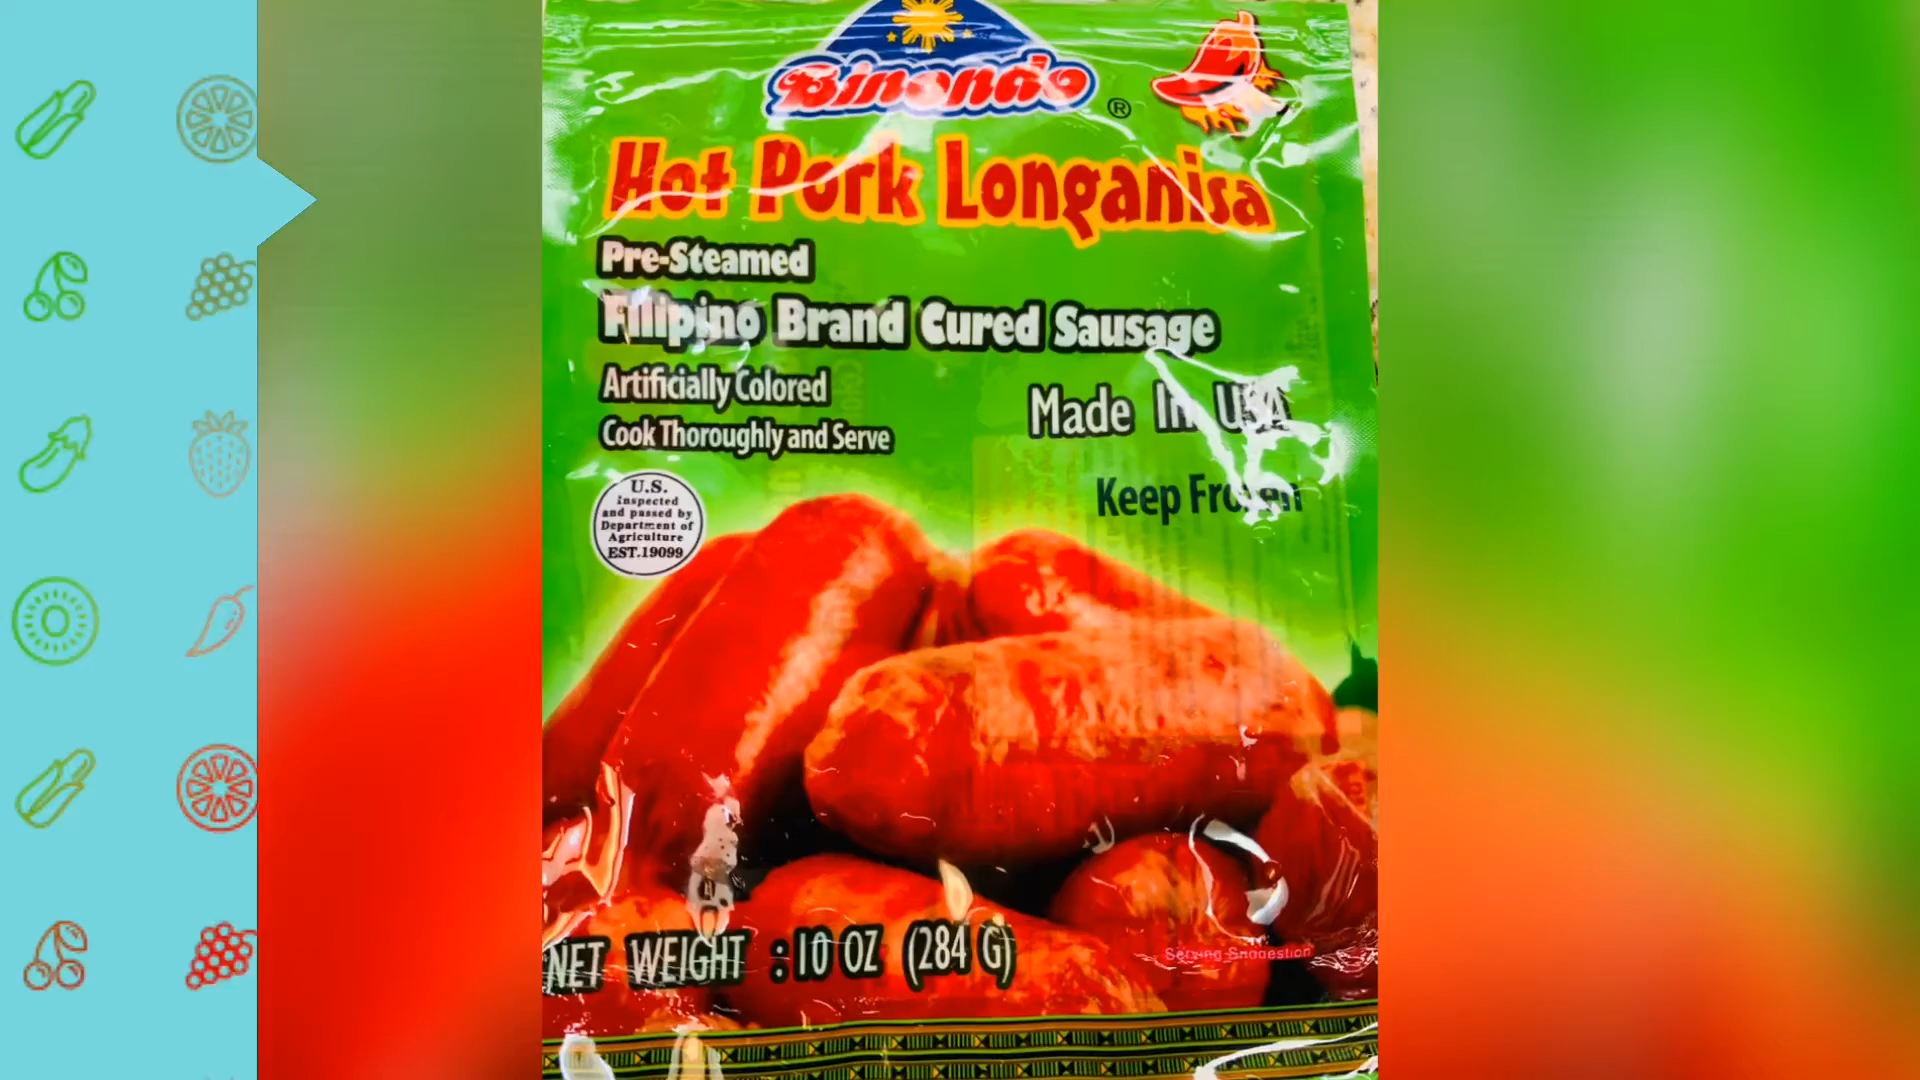 Binondo ®
Hot Pork Longanisa
Pre-Steamed
Filipino Brand Cured Sausage
Artificially Colored
Cook Thoroughly and Serve
Made In USA
Keep Frozen
U.S.
Inspected
and passed by
Department of
Agriculture
EST.19099
NET WEIGHT : 10 OZ (284 G)
Serving Suggestion